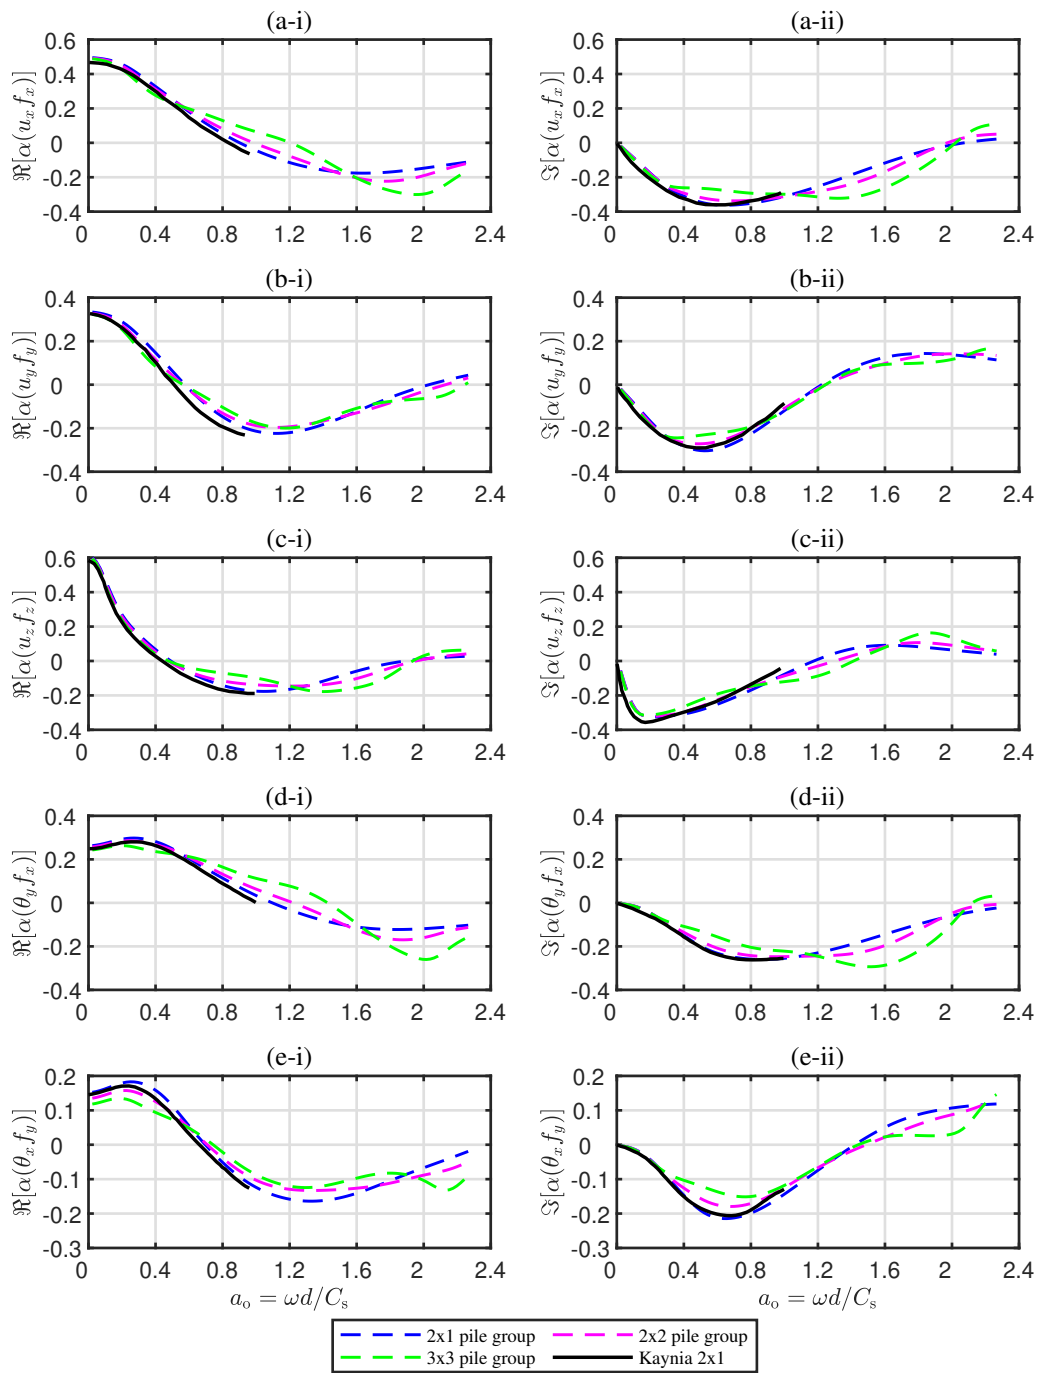 (a-i)
ℜ[α(u_x f_x)]
0.6
0.4
0.2
0
-0.2
-0.4
0 0.4 0.8 1.2 1.6 2 2.4
(a-ii)
ℑ[α(u_x f_x)]
0.6
0.4
0.2
0
-0.2
-0.4
0 0.4 0.8 1.2 1.6 2 2.4
(b-i)
ℜ[α(u_y f_y)]
0.4
0.2
0
-0.2
-0.4
0 0.4 0.8 1.2 1.6 2 2.4
(b-ii)
ℑ[α(u_y f_y)]
0.4
0.2
0
-0.2
-0.4
0 0.4 0.8 1.2 1.6 2 2.4
(c-i)
ℜ[α(u_z f_z)]
0.6
0.4
0.2
0
-0.2
-0.4
0 0.4 0.8 1.2 1.6 2 2.4
(c-ii)
ℑ[α(u_z f_z)]
0.6
0.4
0.2
0
-0.2
-0.4
0 0.4 0.8 1.2 1.6 2 2.4
(d-i)
ℜ[α(θ_y f_x)]
0.4
0.2
0
-0.2
-0.4
0 0.4 0.8 1.2 1.6 2 2.4
(d-ii)
ℑ[α(θ_y f_x)]
0.4
0.2
0
-0.2
-0.4
0 0.4 0.8 1.2 1.6 2 2.4
(e-i)
ℜ[α(θ_x f_y)]
0.2
0.1
0
-0.1
-0.2
-0.3
0 0.4 0.8 1.2 1.6 2 2.4
a_o = ωd/C_s
(e-ii)
ℑ[α(θ_x f_y)]
0.2
0.1
0
-0.1
-0.2
-0.3
0 0.4 0.8 1.2 1.6 2 2.4
a_o = ωd/C_s
2x1 pile group
2x2 pile group
3x3 pile group
Kaynia 2x1